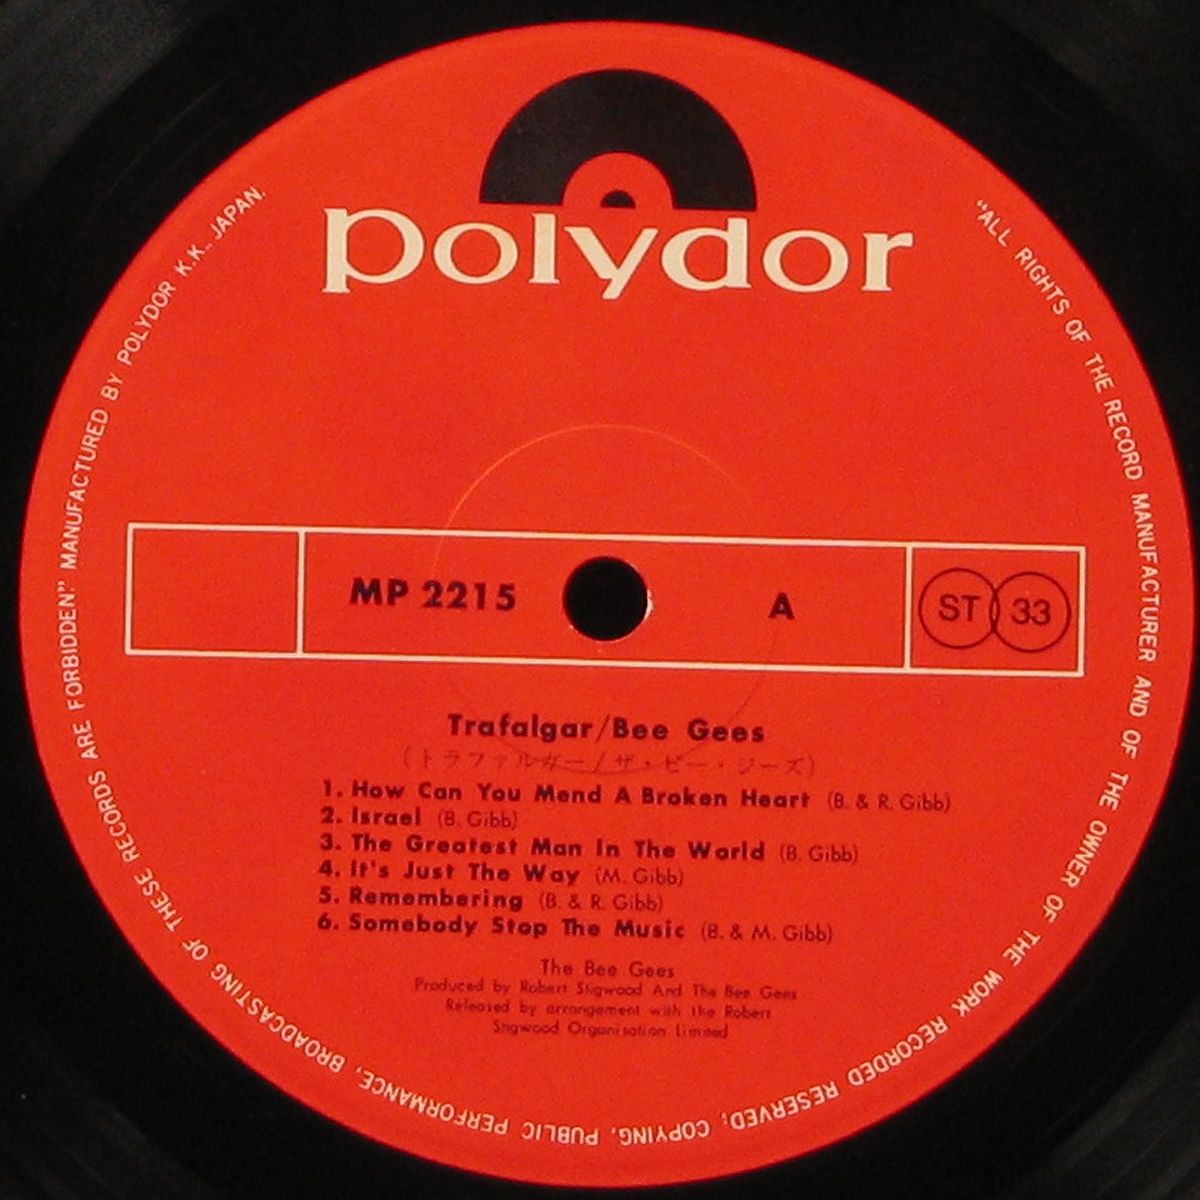 polydor
MP 2215
A
ST 33
Trafalgar/Bee Gees
(トラファルガー/ザ・ビー・ジーズ)
1. How Can You Mend A Broken Heart (B. & R. Gibb)
2. Israel (B. Gibb)
3. The Greatest Man In The World (B. Gibb)
4. It's Just The Way (M. Gibb)
5. Remembering (B. & R. Gibb)
6. Somebody Stop The Music (B. & M. Gibb)
The Bee Gees
Produced by Robert Stigwood And The Bee Gees
Released by arrangement with the Robert
Stigwood Organisation Limited
"ALL RIGHTS OF THE RECORD MANUFACTURER AND OF THE OWNER OF THE WORK RECORDED RESERVED; COPYING, PUBLIC PERFORMANCE, BROADCASTING OF THESE RECORDS ARE FORBIDDEN" MANUFACTURED BY POLYDOR K.K., JAPAN.